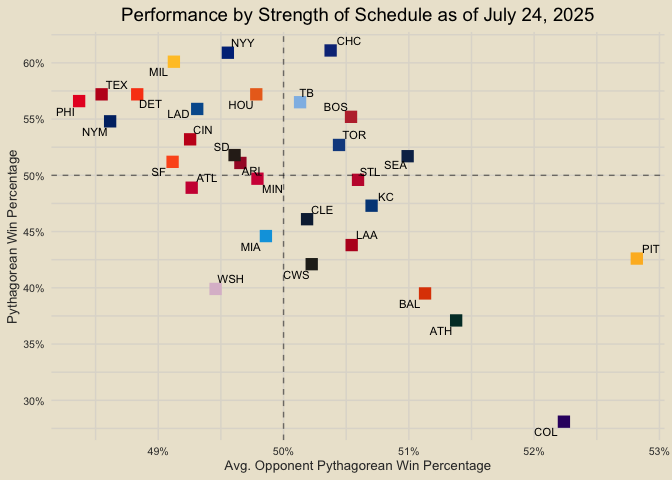 Performance by Strength of Schedule as of July 24, 2025
NYY
CHC
60%
MIL
TEX
TB
PHI
DET
HOU
BOS
LAD
55%
NYM
CIN
TOR
SD
SEA
SF
ARI
STL
50%
ATL
MIN
KC
CLE
45%
MIA
LAA
PIT
CWS
WSH
40%
BAL
ATH
35%
30%
COL
Pythagorean Win Percentage
49%
50%
51%
52%
53%
Avg. Opponent Pythagorean Win Percentage